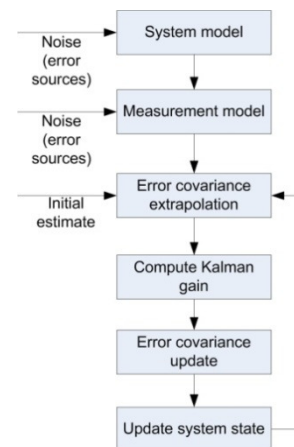 System model
Noise
(error
sources)
Measurement model
Noise
(error
sources)
Error covariance
extrapolation
Initial
estimate
Compute Kalman
gain
Error covariance
update
Update system state